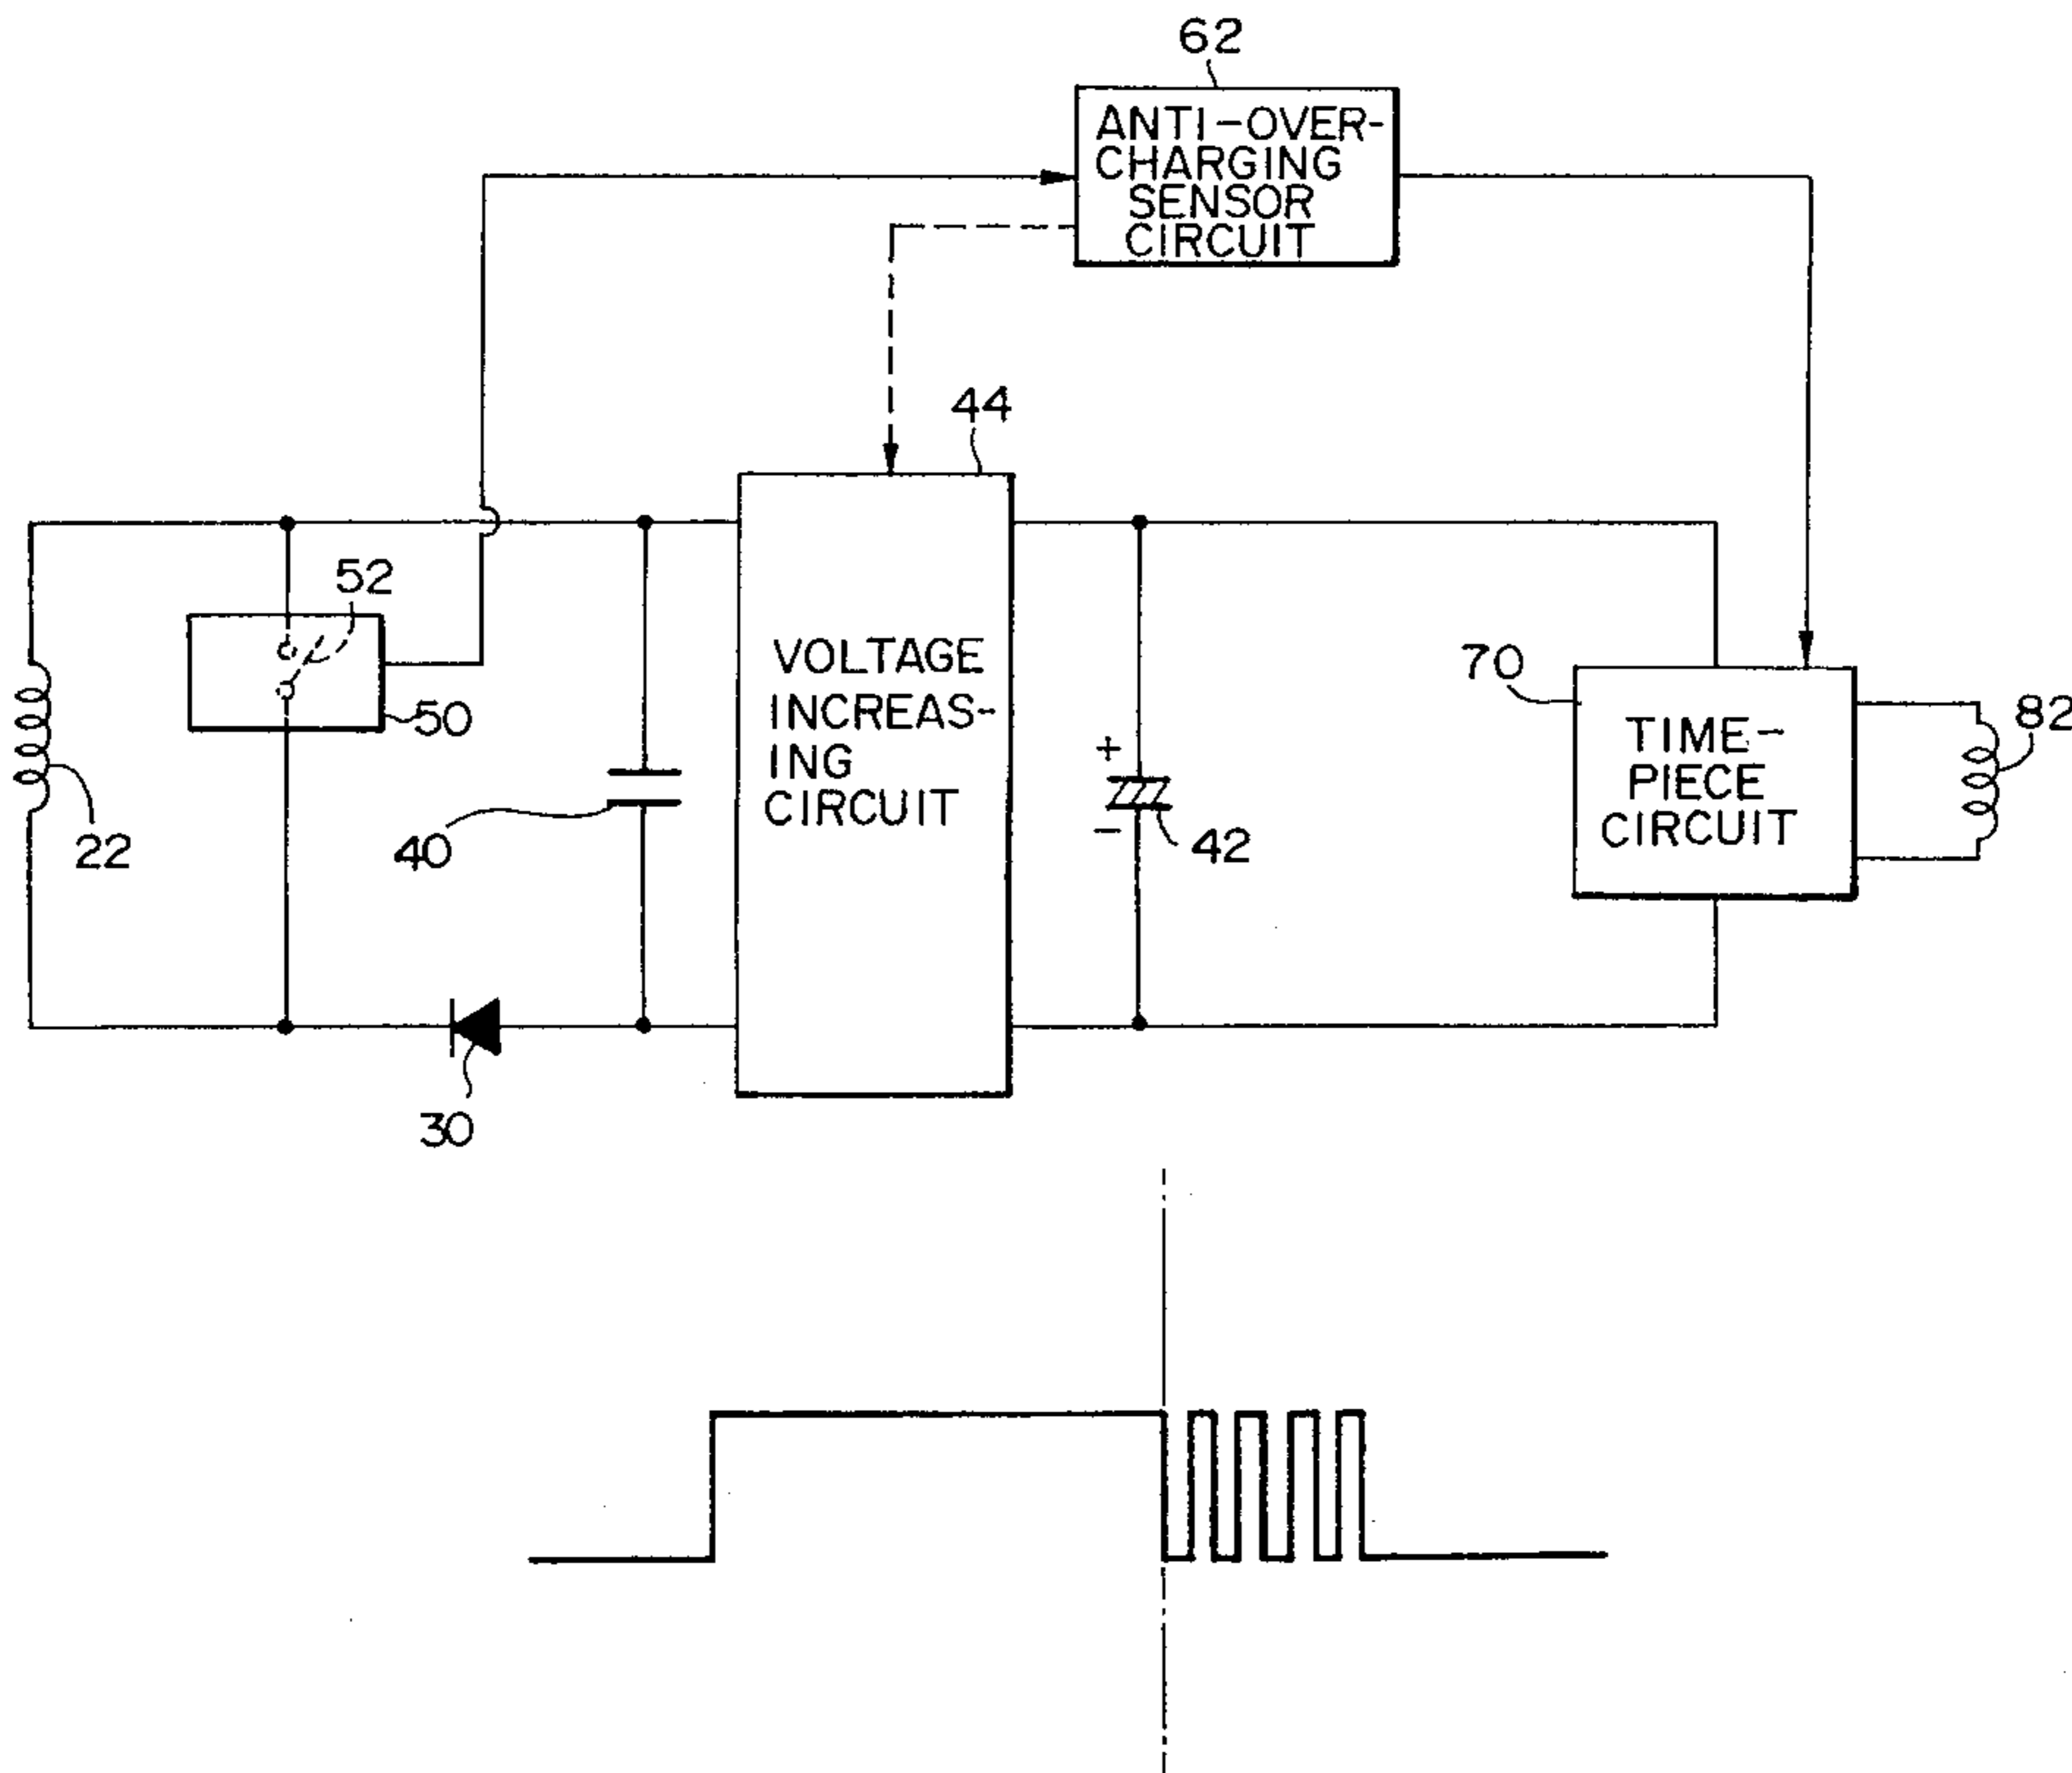 62
ANTI-OVER-
CHARGING
SENSOR
CIRCUIT
44
52
50
22
40
VOLTAGE
INCREAS-
ING
CIRCUIT
+
-
42
70
TIME-
PIECE
CIRCUIT
82
30